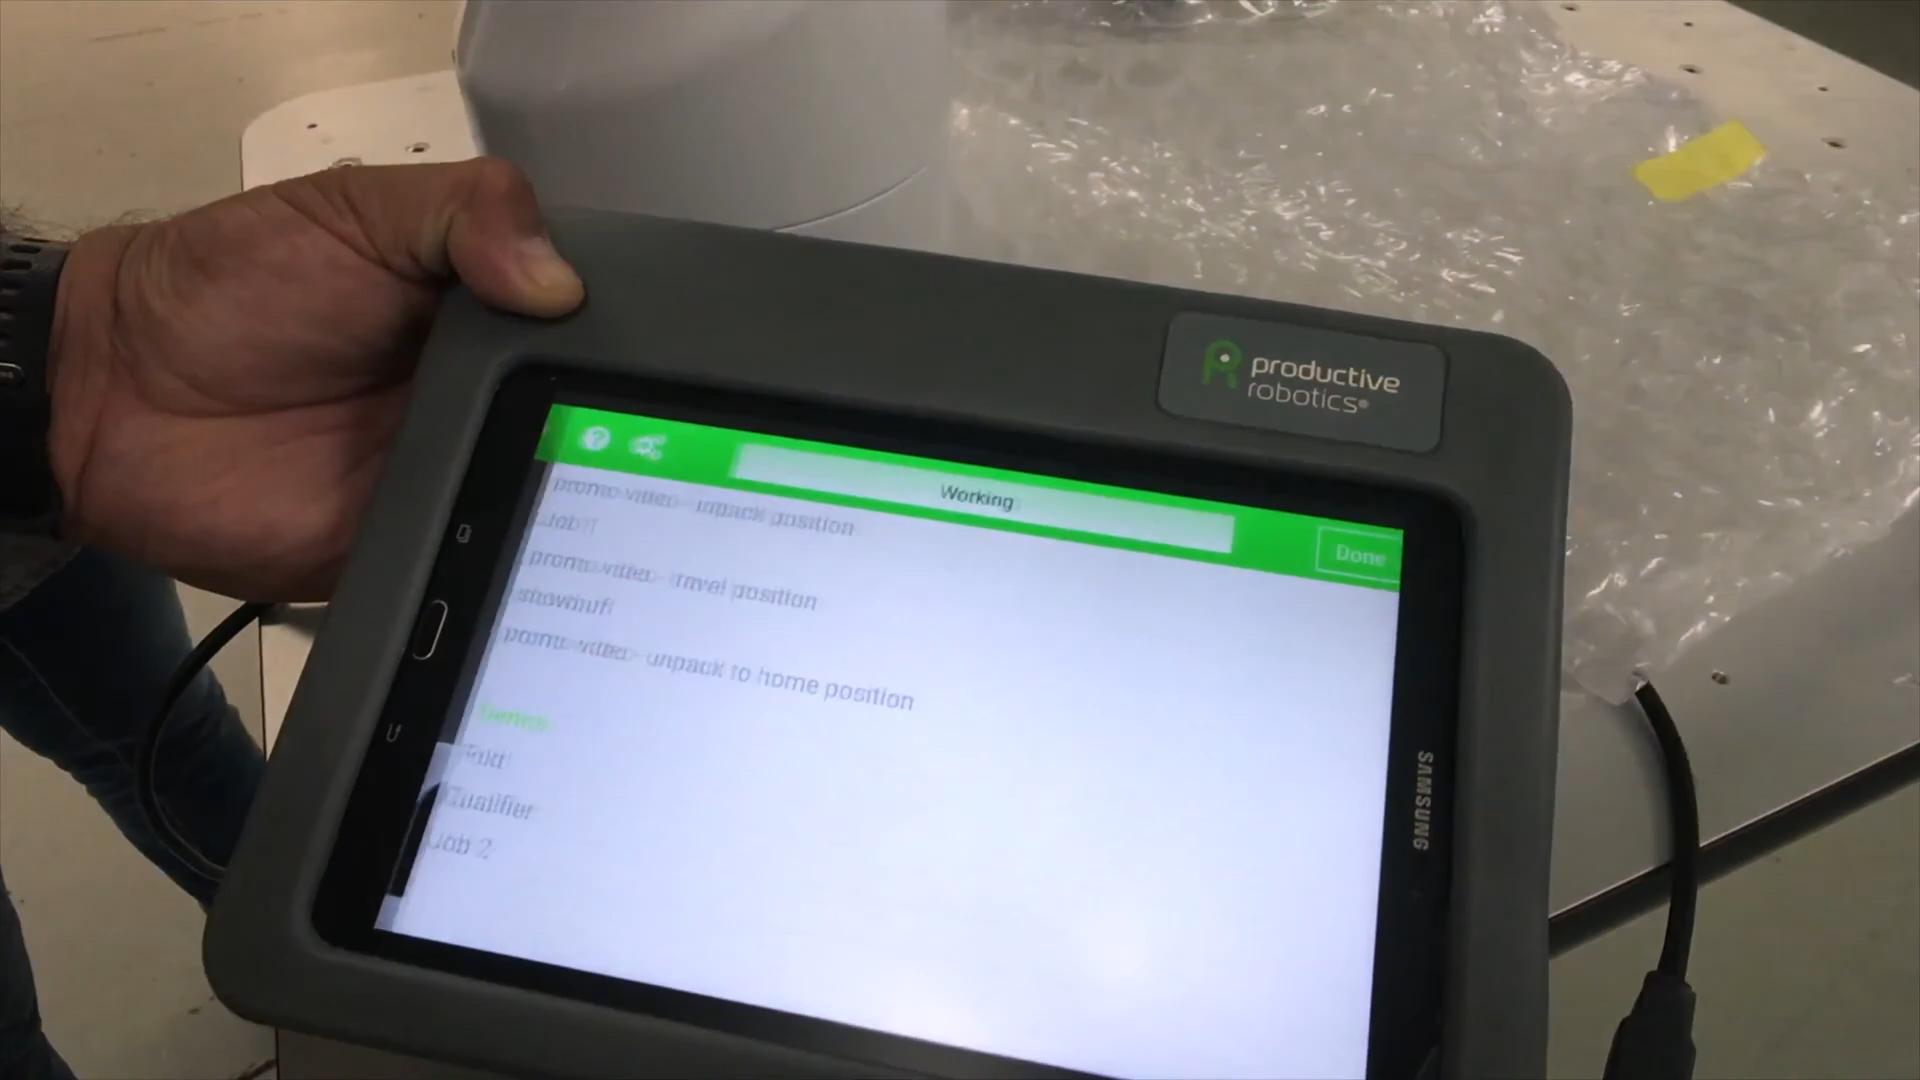 productive
robotics®
Working
Done
promo video - unpack position
Job
promo video - travel position
promo video - unpack to home position
Qualifier
Job 2
SAMSUNG